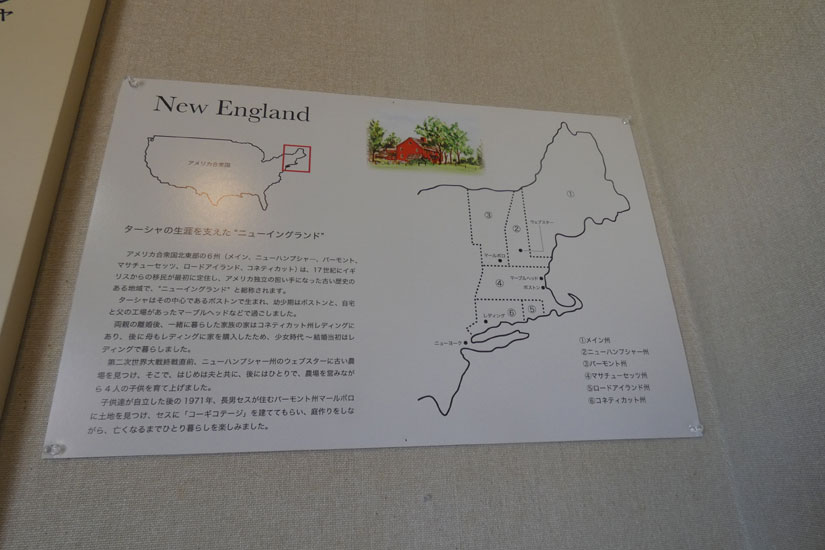 ヤ
New England
アメリカ合衆国
ターシャの生涯を支えた“ニューイングランド”
アメリカ合衆国北東部の6州（メイン、ニューハンプシャー、バーモント、
マサチューセッツ、ロードアイランド、コネティカット）は、17世紀にイギ
リスからの移民が最初に定住し、アメリカ独立の担い手になった古い歴史の
ある地域で、“ニューイングランド”と総称されます。
ターシャはその中心であるボストンで生まれ、幼少期はボストンと、自宅
と父の工場があったマーブルヘッドなどで過ごしました。
両親の離婚後、一緒に暮らした家族の家はコネティカット州レディングに
あり、後に母もレディングに家を購入したため、少女時代〜結婚当初はレ
ディングで暮らしました。
第二次世界大戦終戦直前、ニューハンプシャー州のウェブスターに古い農
場を見つけ、そこで、はじめは夫と共に、後にはひとりで、農場を営みなが
ら4人の子供を育て上げました。
子供達が自立した後の1971年、長男セスが住むバーモント州マールボロ
に土地を見つけ、セスに「コーギコテージ」を建ててもらい、庭作りをしな
がら、亡くなるまでひとり暮らしを楽しみました。
①
③
②
ウェブスター
マールボロ
④
マーブルヘッド
ボストン
レディング
⑥
⑤
ニューヨーク
①メイン州
②ニューハンプシャー州
③バーモント州
④マサチューセッツ州
⑤ロードアイランド州
⑥コネティカット州